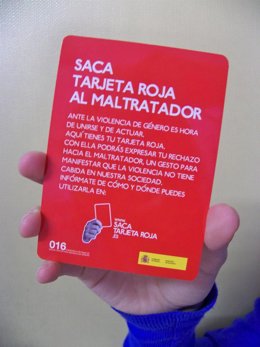 SACA
TARJETA ROJA
AL MALTRATADOR
ANTE LA VIOLENCIA DE GÉNERO ES HORA
DE UNIRSE Y DE ACTUAR.
AQUÍ TIENES TU TARJETA ROJA.
CON ELLA PODRÁS EXPRESAR TU RECHAZO
HACIA EL MALTRATADOR, UN GESTO PARA
MANIFESTAR QUE LA VIOLENCIA NO TIENE
CABIDA EN NUESTRA SOCIEDAD.
INFÓRMATE DE CÓMO Y DÓNDE PUEDES
UTILIZARLA EN:
www.
SACA
TARJETA ROJA
.es
016